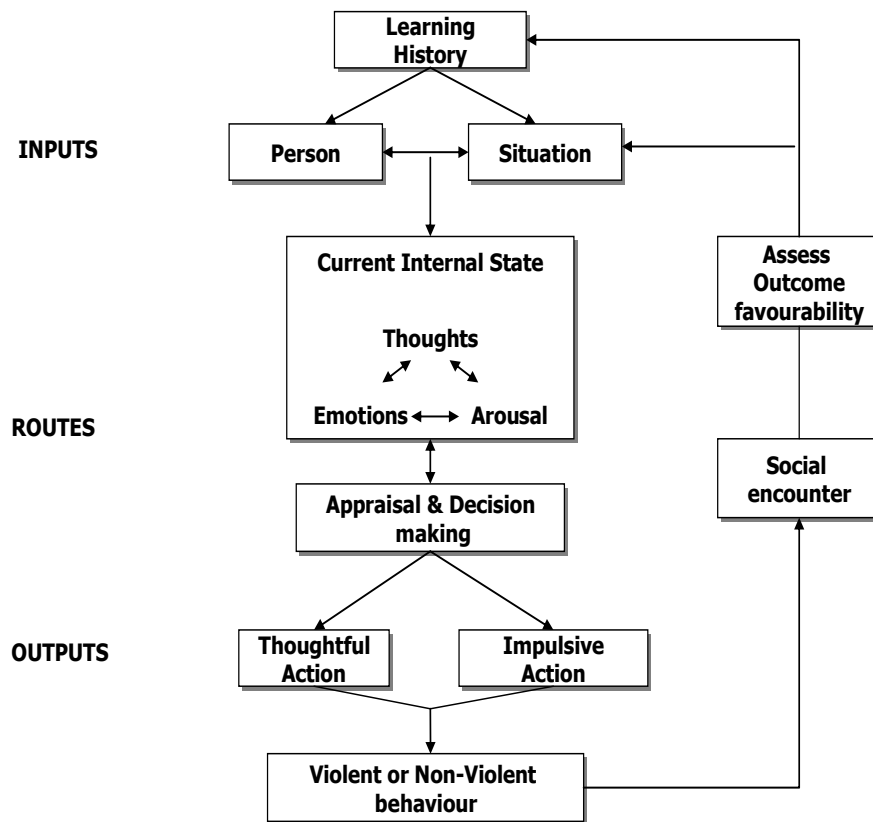 Learning
History
INPUTS
Person
Situation
Current Internal State
Thoughts
Emotions
Arousal
ROUTES
Appraisal & Decision
making
OUTPUTS
Thoughtful
Action
Impulsive
Action
Violent or Non-Violent
behaviour
Assess
Outcome
favourability
Social
encounter